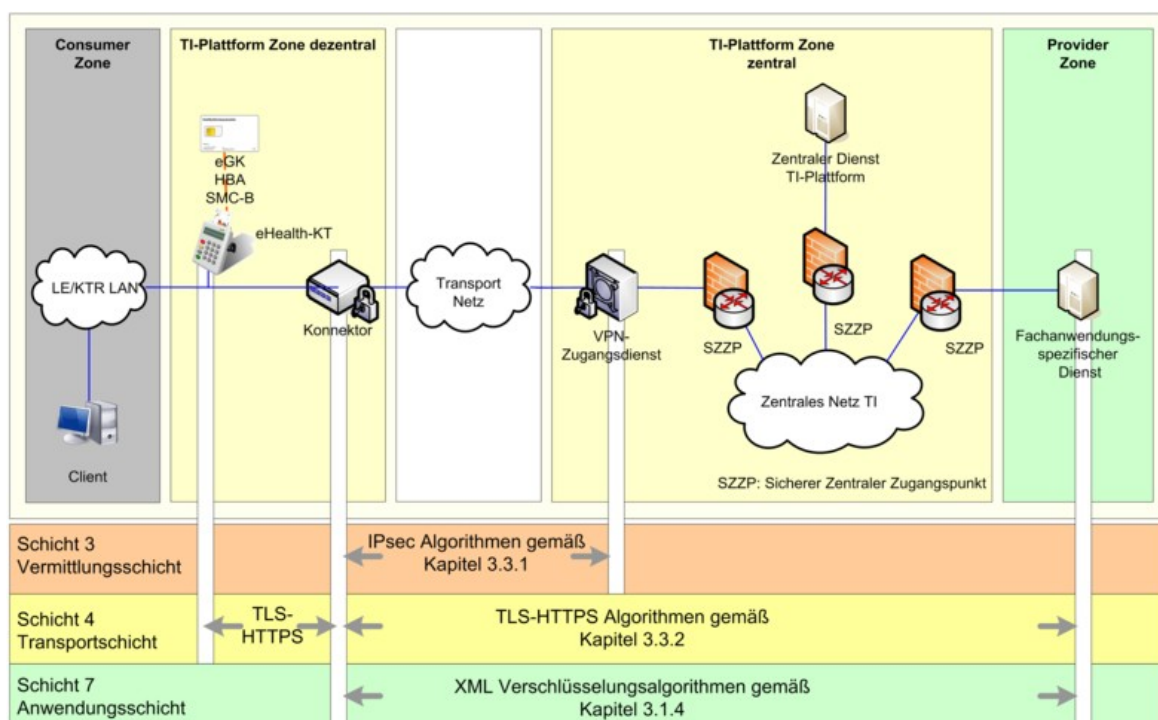 Consumer
Zone
TI-Plattform Zone dezentral
TI-Plattform Zone
zentral
Provider
Zone
eGK
HBA
SMC-B
eHealth-KT
LE/KTR LAN
Konnektor
Transport
Netz
VPN-
Zugangsdienst
Zentraler Dienst
TI-Plattform
SZZP
SZZP
SZZP
Fachanwendungs-
spezifischer
Dienst
Zentrales Netz TI
Client
SZZP: Sicherer Zentraler Zugangspunkt
Schicht 3
Vermittlungsschicht
IPsec Algorithmen gemäß
Kapitel 3.3.1
Schicht 4
Transportschicht
TLS-
HTTPS
TLS-HTTPS Algorithmen gemäß
Kapitel 3.3.2
Schicht 7
Anwendungsschicht
XML Verschlüsselungsalgorithmen gemäß
Kapitel 3.1.4